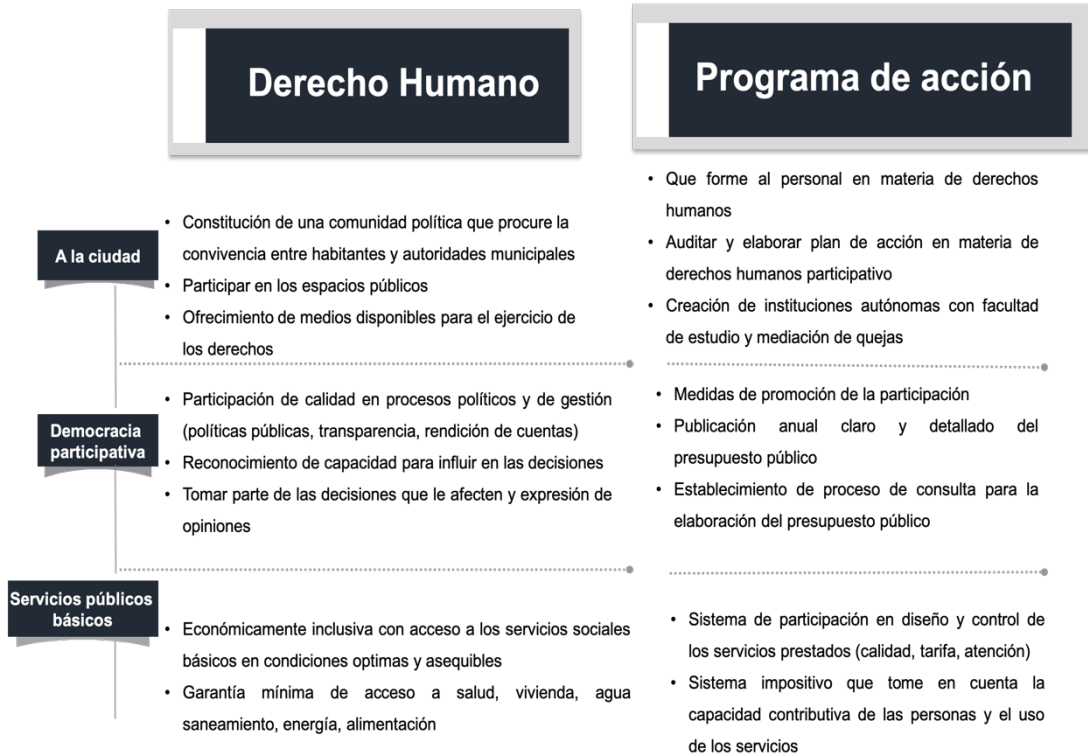 Derecho Humano
Programa de acción
A la ciudad
• Constitución de una comunidad política que procure la
convivencia entre habitantes y autoridades municipales
• Participar en los espacios públicos
• Ofrecimiento de medios disponibles para el ejercicio de
los derechos
• Que forme al personal en materia de derechos
humanos
• Auditar y elaborar plan de acción en materia de
derechos humanos participativo
• Creación de instituciones autónomas con facultad
de estudio y mediación de quejas
Democracia
participativa
• Participación de calidad en procesos políticos y de gestión
(políticas públicas, transparencia, rendición de cuentas)
• Reconocimiento de capacidad para influir en las decisiones
• Tomar parte de las decisiones que le afecten y expresión de
opiniones
• Medidas de promoción de la participación
• Publicación anual claro y detallado del
presupuesto público
• Establecimiento de proceso de consulta para la
elaboración del presupuesto público
Servicios públicos
básicos
• Económicamente inclusiva con acceso a los servicios sociales
básicos en condiciones optimas y asequibles
• Garantía mínima de acceso a salud, vivienda, agua
saneamiento, energía, alimentación
• Sistema de participación en diseño y control de
los servicios prestados (calidad, tarifa, atención)
• Sistema impositivo que tome en cuenta la
capacidad contributiva de las personas y el uso
de los servicios